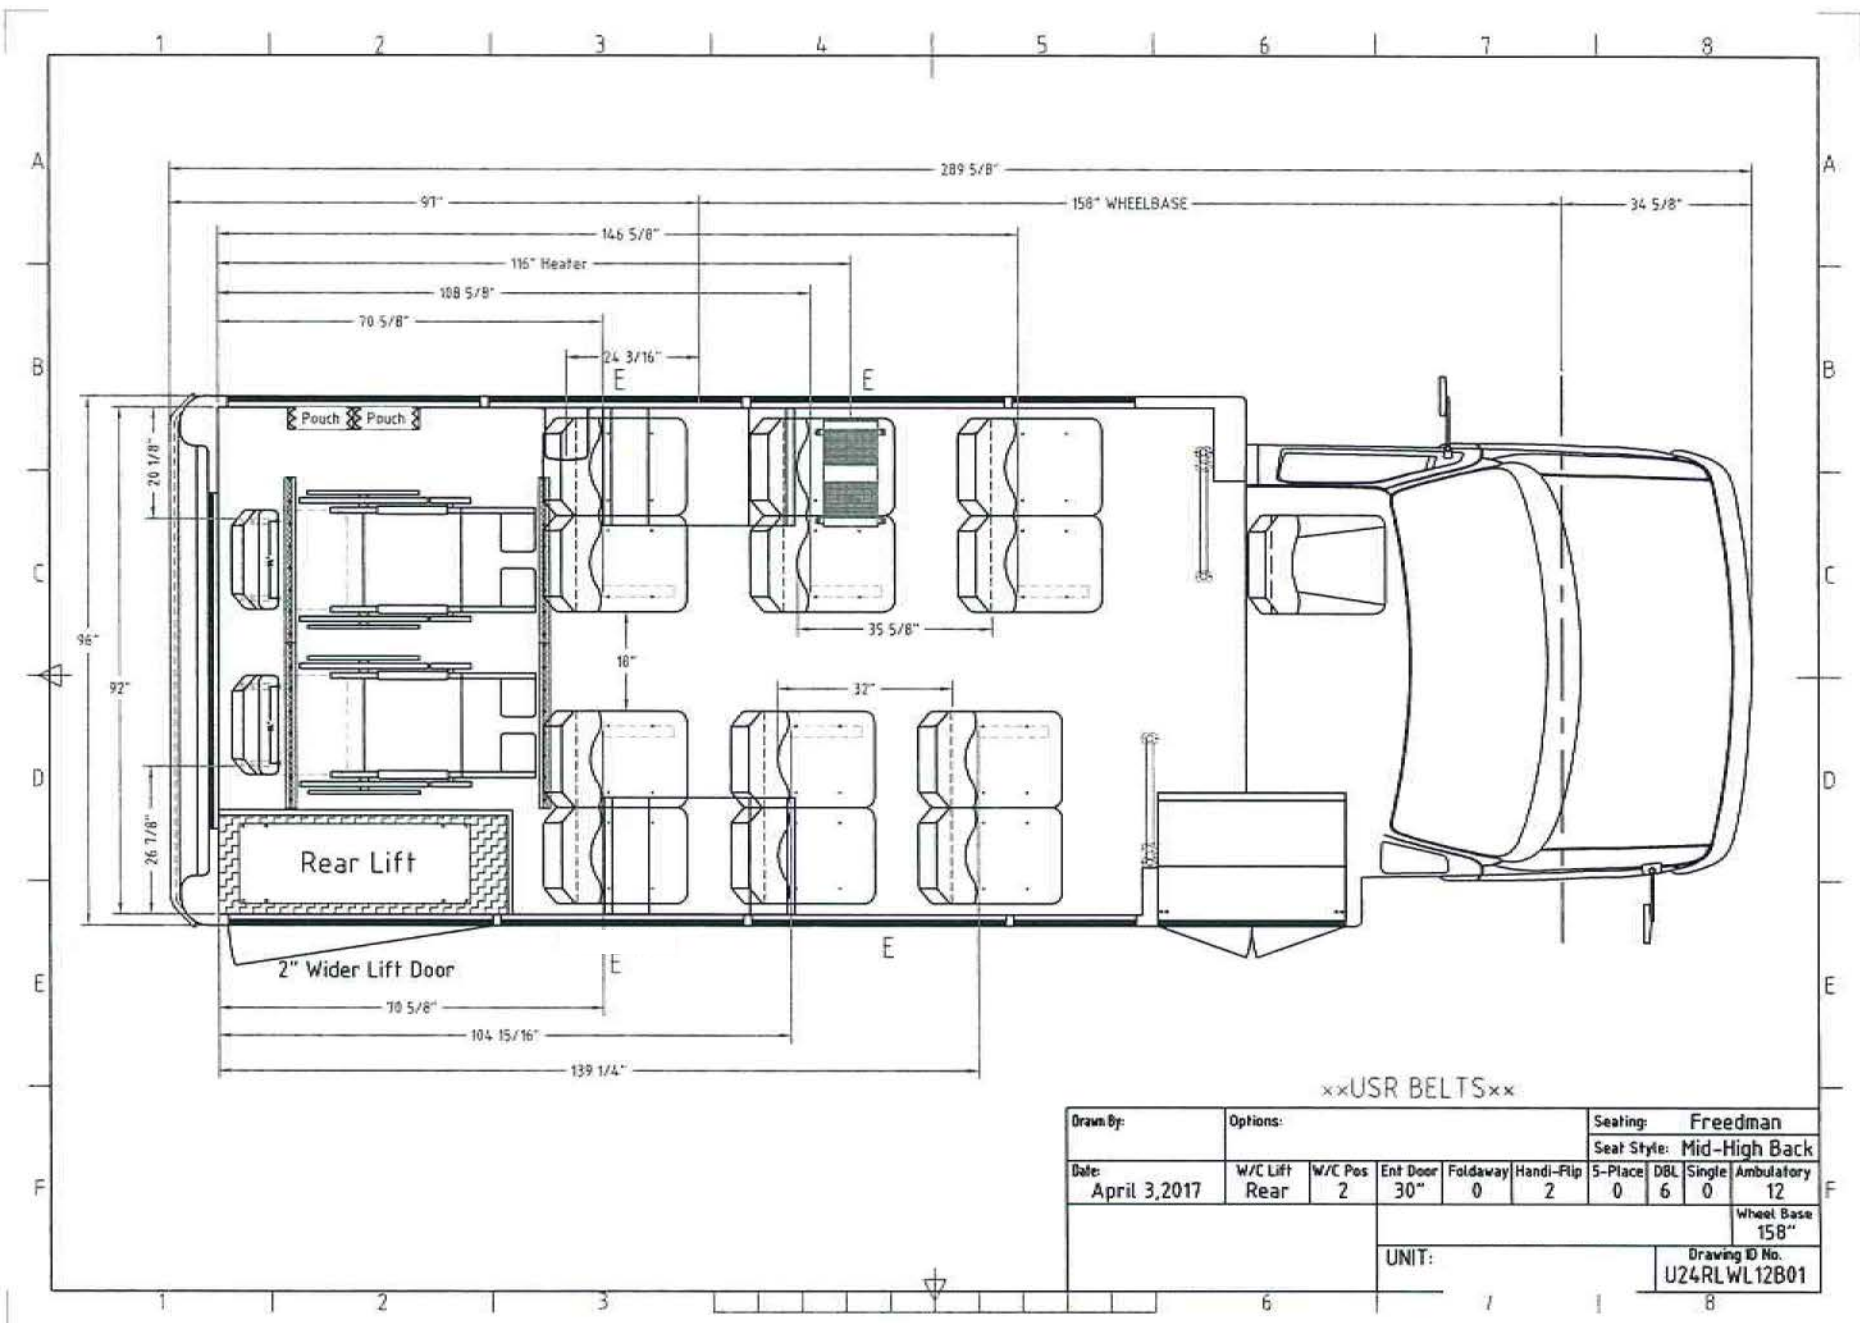 1 2 3 4 5 6 7 8
A A
289 5/8"
97" 158" WHEELBASE 34 5/8"
146 5/8"
116" Heater
108 5/8"
70 5/8"
24 3/16"
B B
E E
Pouch Pouch
20 1/8"
C C
35 5/8"
96"
18"
92"
32"
D D
26 7/8"
Rear Lift
E
2" Wider Lift Door
E
E E
70 5/8"
104 15/16"
139 1/4"
××USR BELTS××
Drawn By: Options: Seating: Freedman
Seat Style: Mid-High Back
Date: W/C Lift W/C Pos Ent Door Foldaway Handi-Flip DBL Single Ambulatory
April 3,2017 Rear 2 30" 0 2 0 6 0 12
F F
Wheel Base
158"
UNIT: Drawing ID No.
U24RLWL12B01
1 2 3 6 8